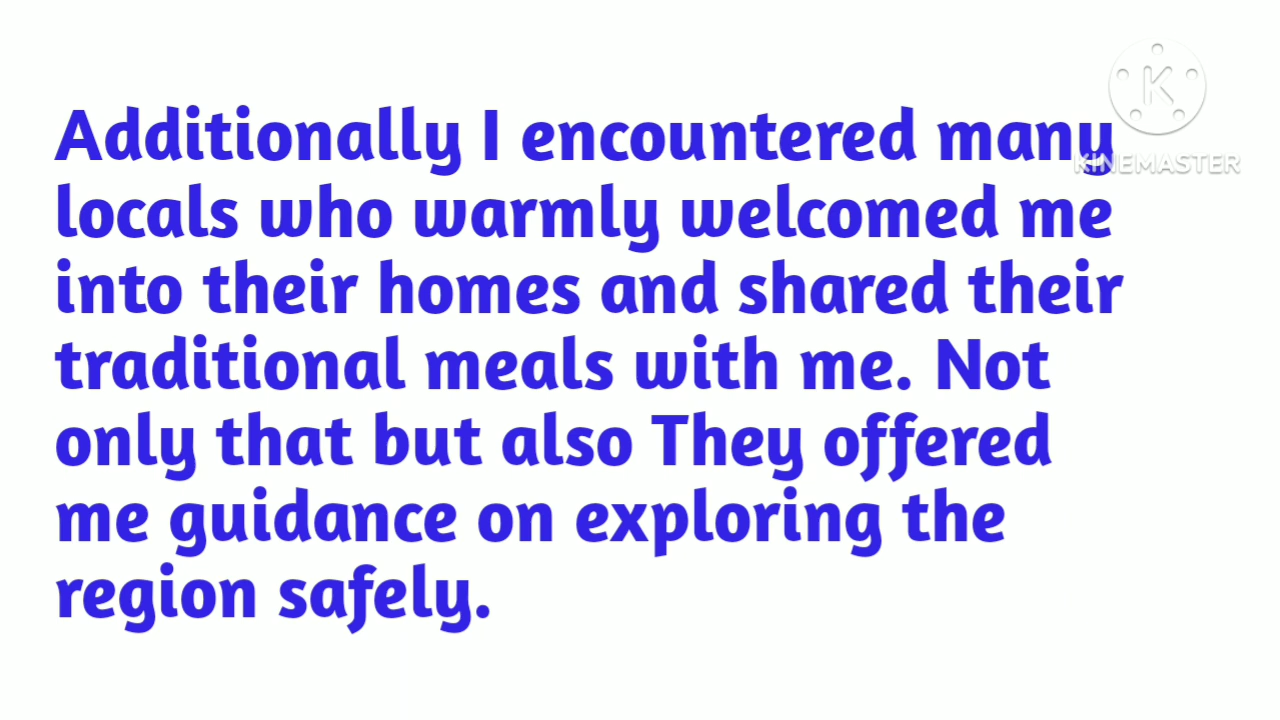 Additionally I encountered many
locals who warmly welcomed me
into their homes and shared their
traditional meals with me. Not
only that but also They offered
me guidance on exploring the
region safely.
K
KINEMASTER